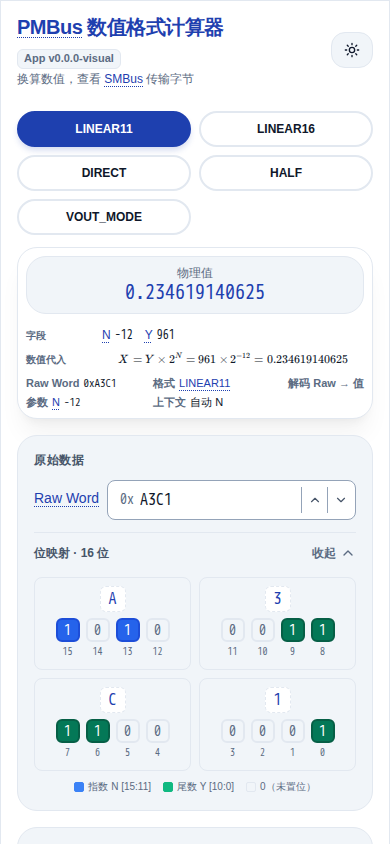 PMBus 数值格式计算器
App v0.0.0-visual
换算数值，查看 SMBus 传输字节
LINEAR11
LINEAR16
DIRECT
HALF
VOUT_MODE
物理值
0.234619140625
字段 N -12 Y 961
数值代入 X = Y × 2^N = 961 × 2^-12 = 0.234619140625
Raw Word 0xA3C1 格式 LINEAR11 解码 Raw → 值
参数 N -12 上下文 自动 N
原始数据
Raw Word 0x A3C1
位映射 · 16 位 收起
A 3
1 0 1 0 0 0 1 1
15 14 13 12 11 10 9 8
C 1
1 1 0 0 0 0 0 1
7 6 5 4 3 2 1 0
指数 N [15:11] 尾数 Y [10:0] 0（未置位）